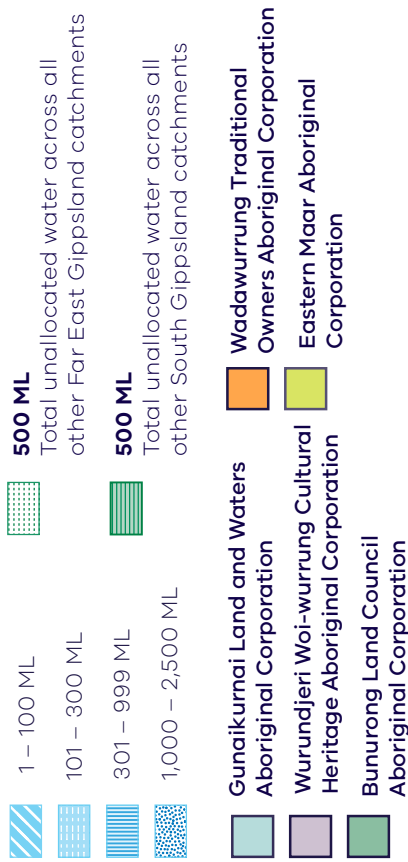 1 – 100 ML
101 – 300 ML
301 – 999 ML
1,000 – 2,500 ML
500 ML
Total unallocated water across all
other Far East Gippsland catchments
500 ML
Total unallocated water across all
other South Gippsland catchments
Gunaikurnai Land and Waters
Aboriginal Corporation
Wurundjeri Woi-wurrung Cultural
Heritage Aboriginal Corporation
Bunurong Land Council
Aboriginal Corporation
Wadawurrung Traditional
Owners Aboriginal Corporation
Eastern Maar Aboriginal
Corporation